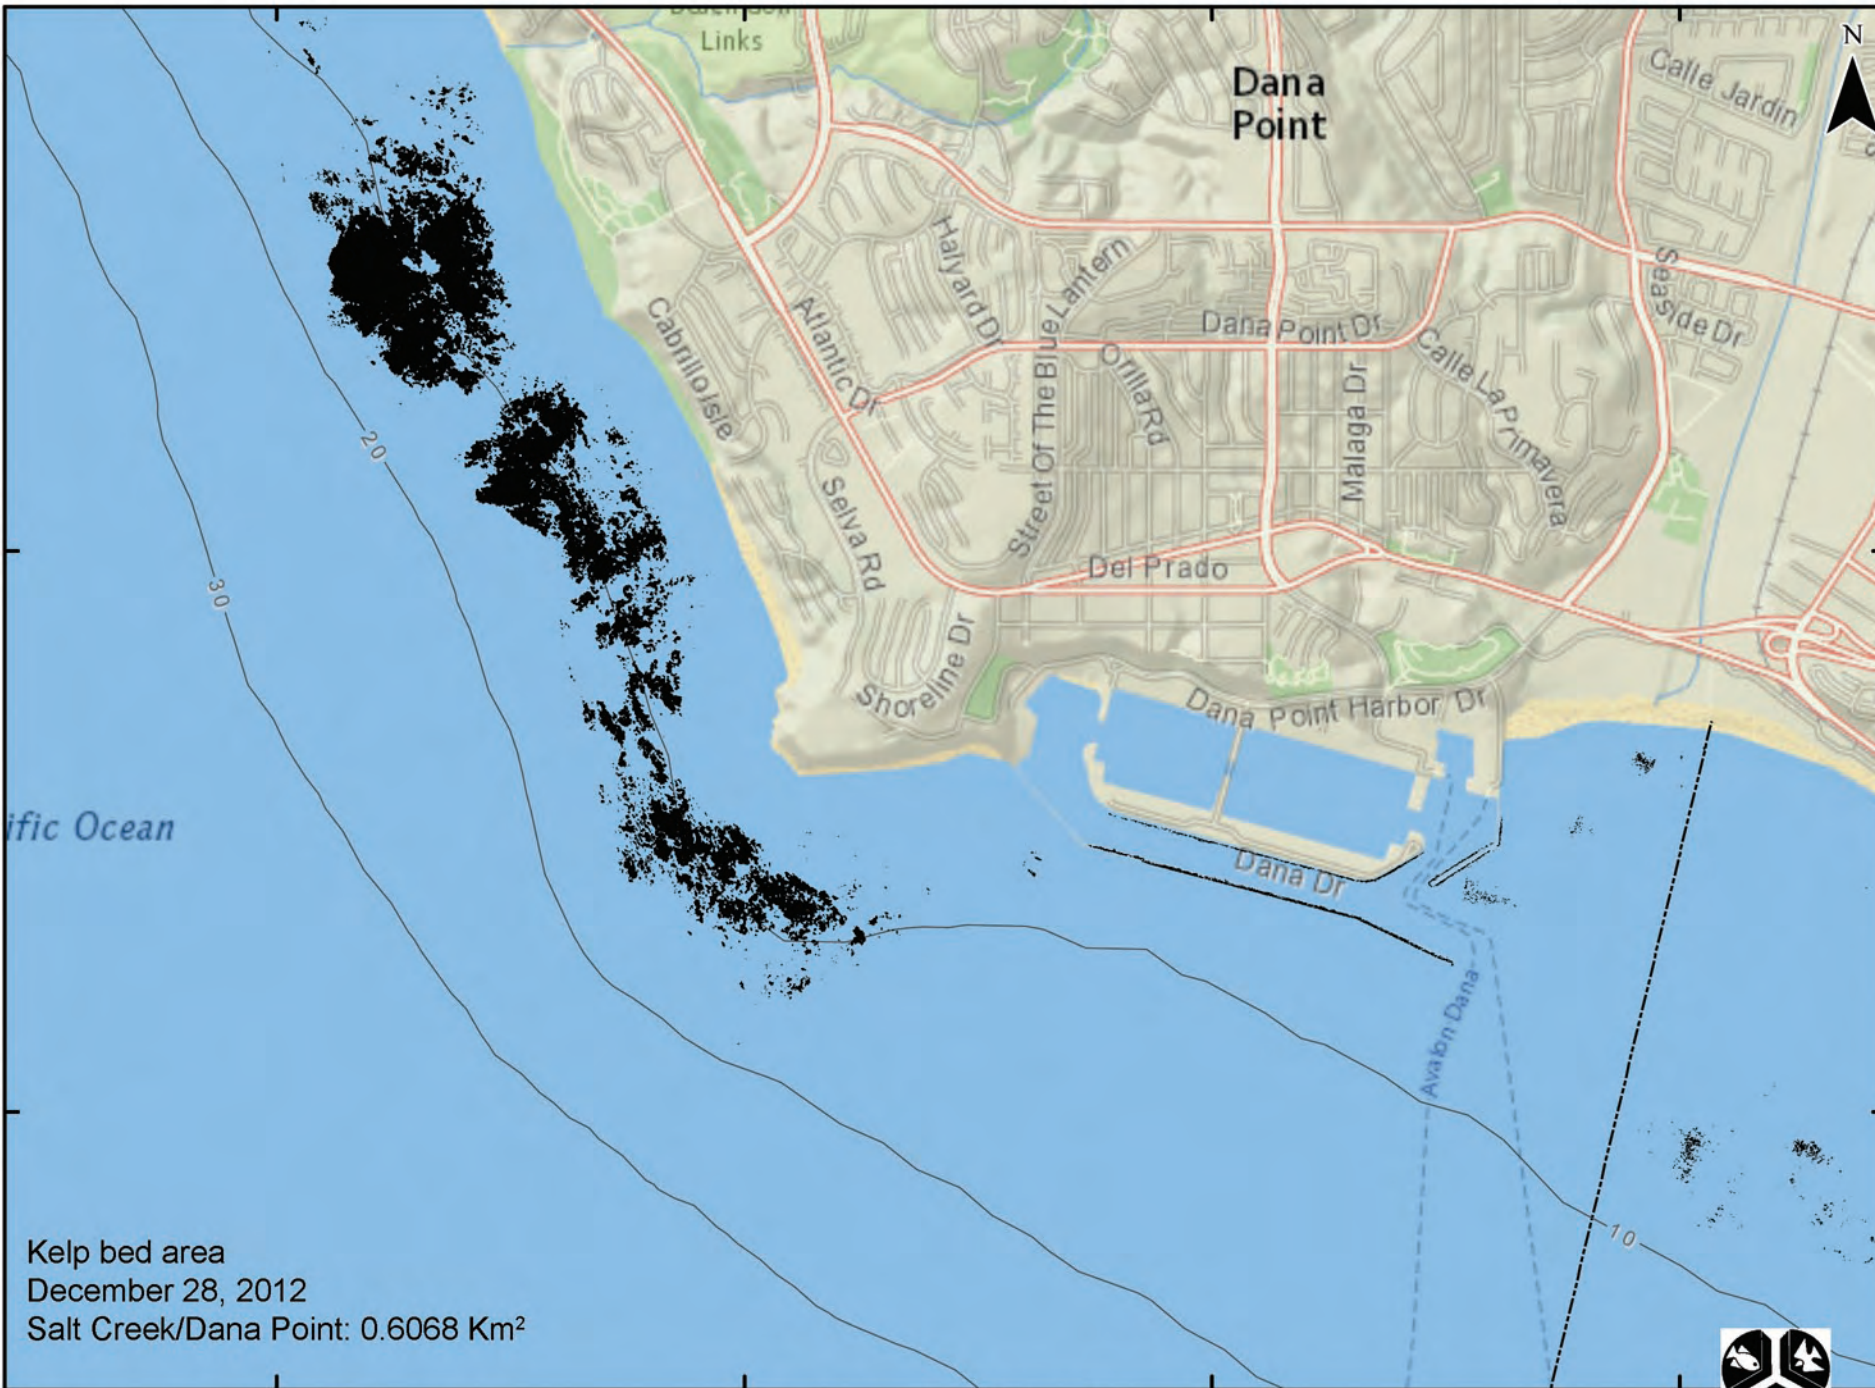 Links
Dana
Point
N
Calle Jardin
Halyard Dr
Street Of The Blue Lantern
Seaside Dr
Cabrillo Isle
Atlantic Dr
Dana Point Dr
Orilla Rd
Malaga Dr
Calle La Primavera
20
Selva Rd
Del Prado
30
Shoreline Dr
Dana Point Harbor Dr
ific Ocean
Dana Dr
Avalon Dana
10
Kelp bed area
December 28, 2012
Salt Creek/Dana Point: 0.6068 Km²